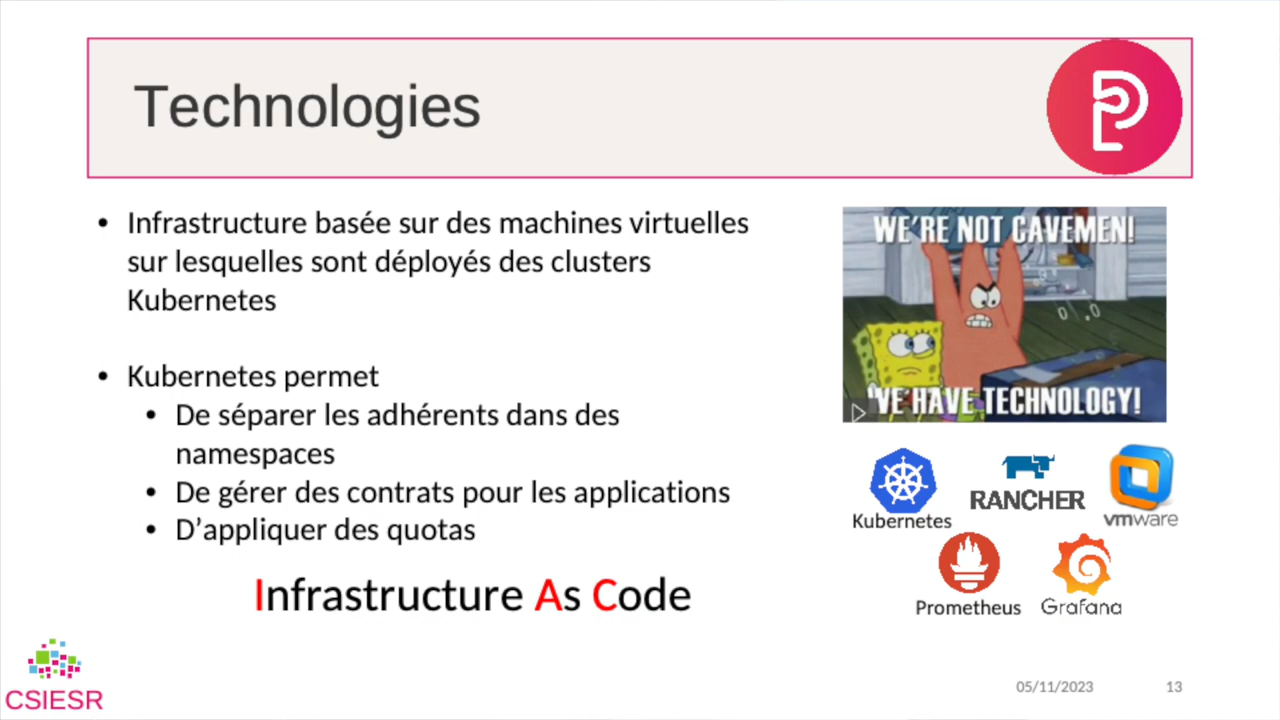 Technologies
• Infrastructure basée sur des machines virtuelles
sur lesquelles sont déployés des clusters
Kubernetes
• Kubernetes permet
• De séparer les adhérents dans des
namespaces
• De gérer des contrats pour les applications
• D’appliquer des quotas
Infrastructure As Code
WE'RE NOT CAVEMEN!
WE HAVE TECHNOLOGY!
Kubernetes
RANCHER
vmware
Prometheus
Grafana
CSIESR
05/11/2023
13